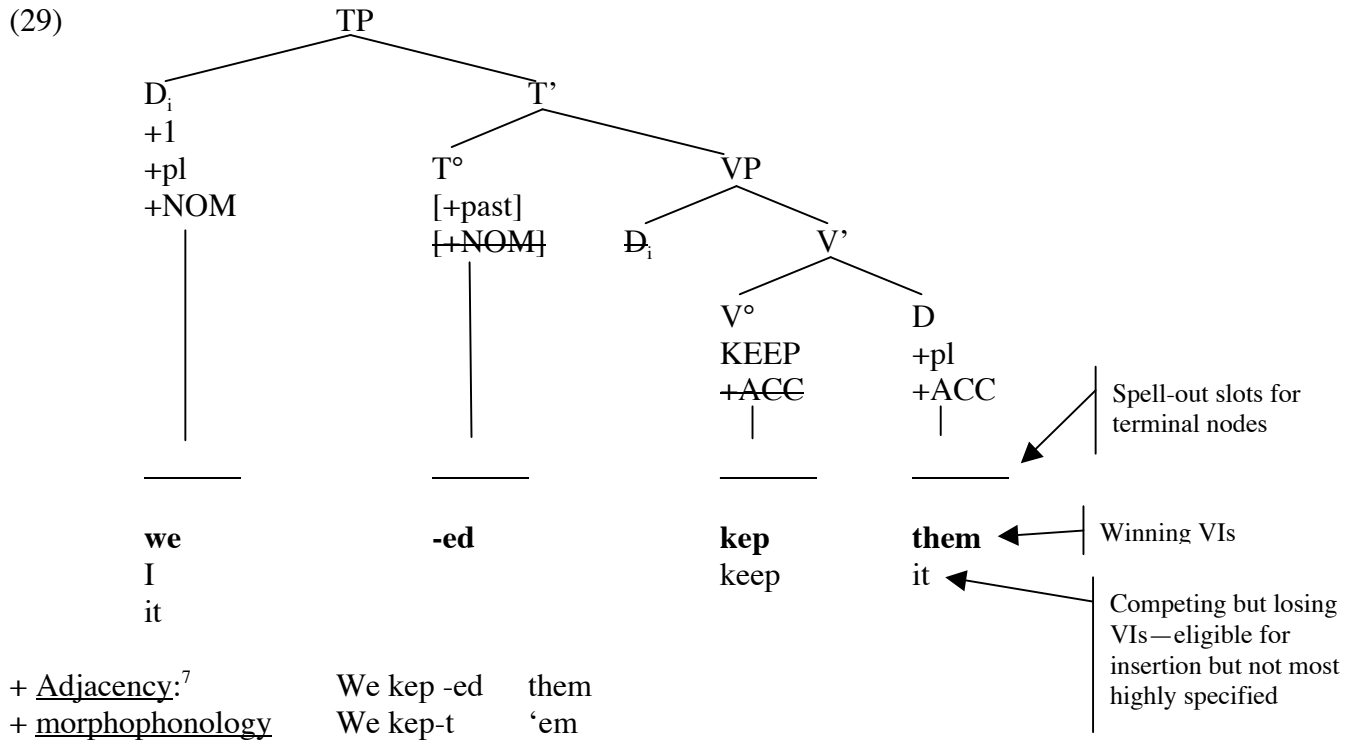 (29) TP
D_i T’
+1
+pl T° VP
+NOM [+past]
[+NOM] D_i V’
V° D
KEEP +pl
+ACC +ACC
Spell-out slots for
terminal nodes
we -ed kep them
Winning VIs
I keep it
it
Competing but losing
VIs—eligible for
insertion but not most
highly specified
+ Adjacency:⁷ We kep -ed them
+ morphophonology We kep-t ‘em